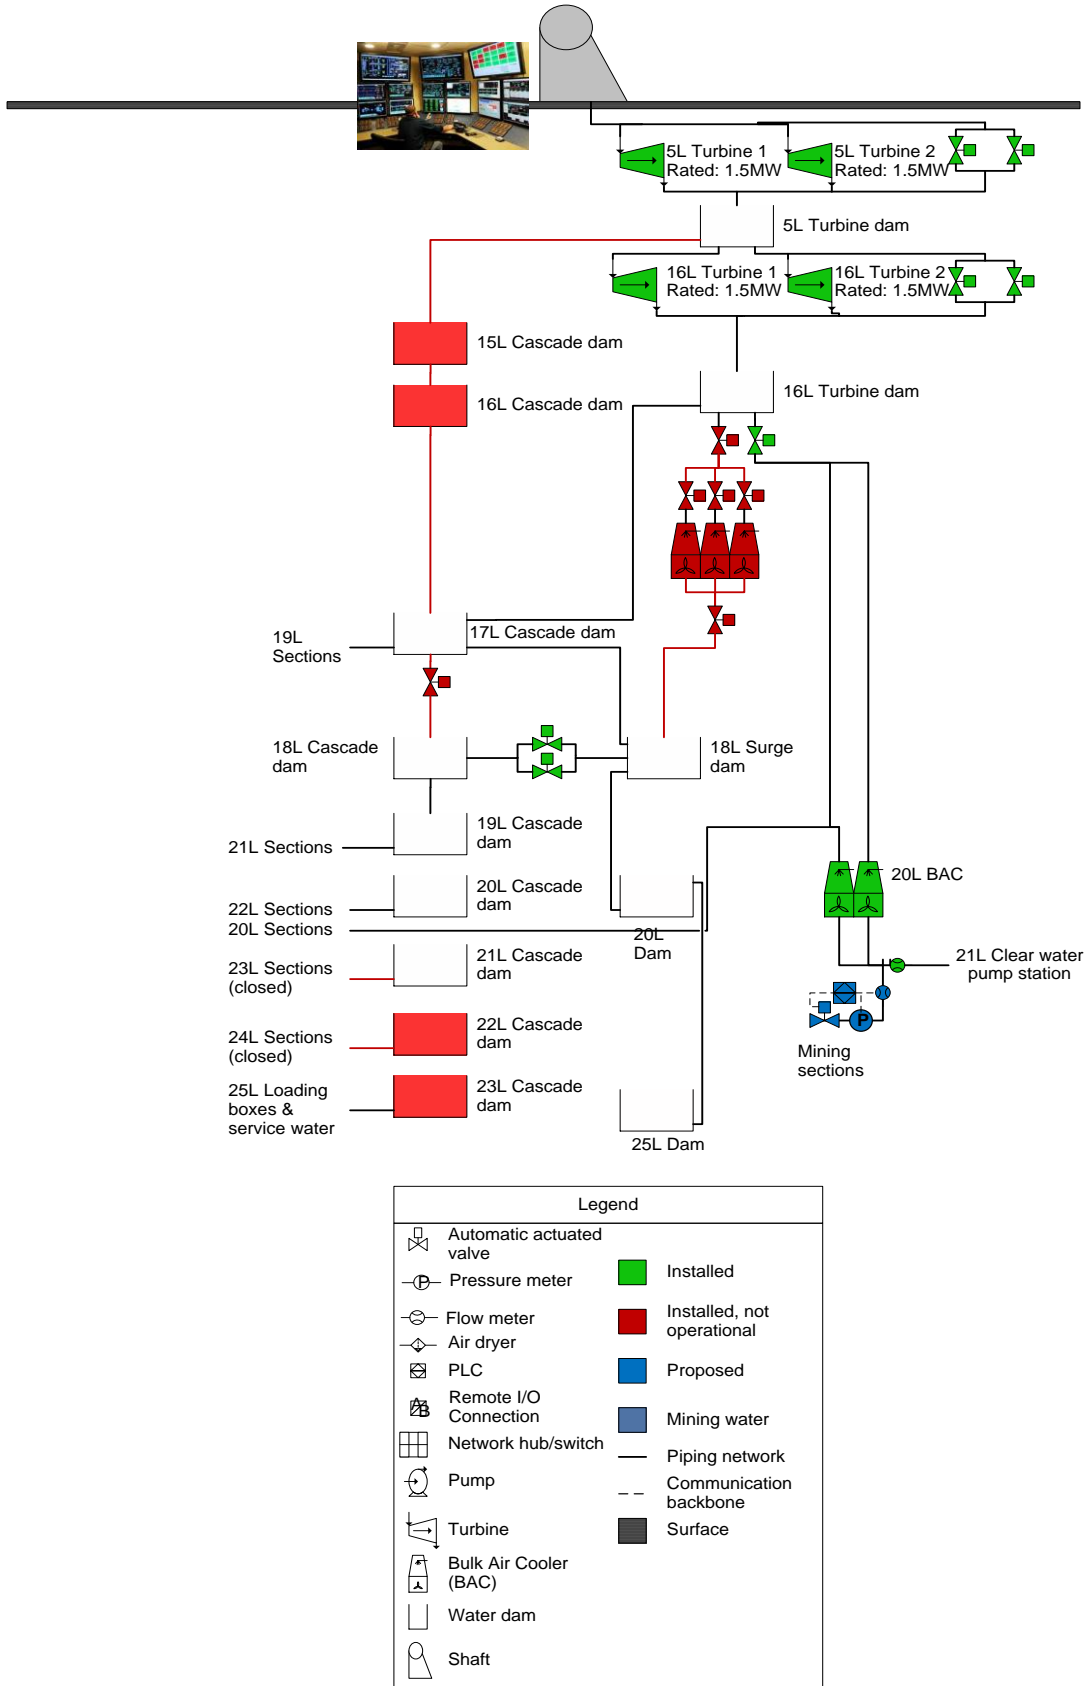 5L Turbine 1
Rated: 1.5MW
5L Turbine 2
Rated: 1.5MW
5L Turbine dam
16L Turbine 1
Rated: 1.5MW
16L Turbine 2
Rated: 1.5MW
15L Cascade dam
16L Cascade dam
16L Turbine dam
19L
Sections
17L Cascade dam
18L Cascade
dam
18L Surge
dam
19L Cascade
dam
21L Sections
20L Cascade
dam
20L BAC
22L Sections
20L Sections
20L
Dam
21L Cascade
dam
23L Sections
(closed)
21L Clear water
pump station
P
22L Cascade
dam
24L Sections
(closed)
Mining
sections
23L Cascade
dam
25L Loading
boxes &
service water
25L Dam
Legend
Automatic actuated
valve
P
Pressure meter
Flow meter
Air dryer
PLC
A
B
Remote I/O
Connection
Network hub/switch
Pump
Turbine
Bulk Air Cooler
(BAC)
Water dam
Shaft
Installed
Installed, not
operational
Proposed
Mining water
Piping network
Communication
backbone
Surface